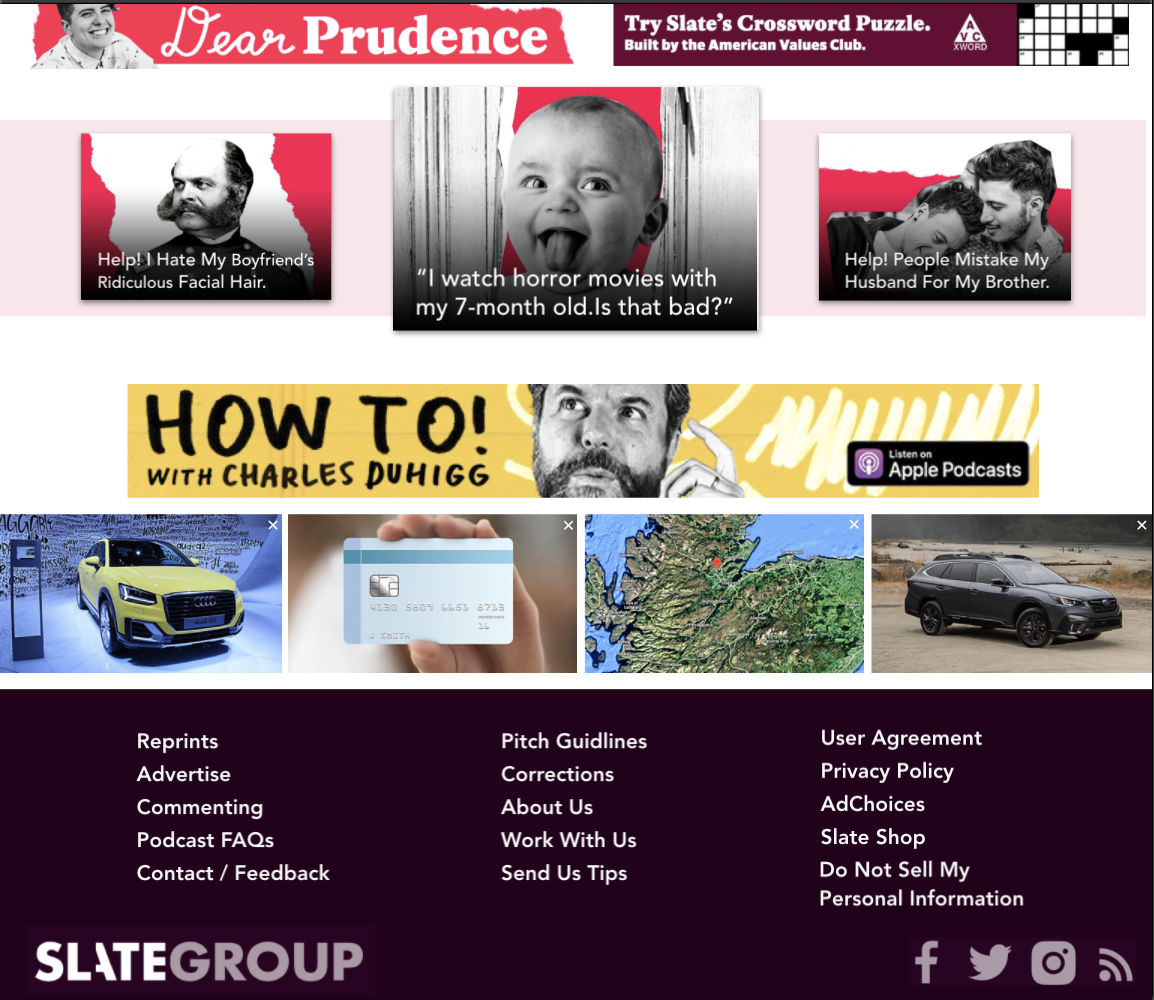 Dear Prudence
Try Slate's Crossword Puzzle.
Built by the American Values Club.
AVC
XWORD
Help! I Hate My Boyfriend's
Ridiculous Facial Hair.
"I watch horror movies with
my 7-month old.Is that bad?"
Help! People Mistake My
Husband For My Brother.
HOW TO!
WITH CHARLES DUHIGG
Listen on
Apple Podcasts
Audi Q2
J SMITH
Reprints
Advertise
Commenting
Podcast FAQs
Contact / Feedback
Pitch Guidlines
Corrections
About Us
Work With Us
Send Us Tips
User Agreement
Privacy Policy
AdChoices
Slate Shop
Do Not Sell My
Personal Information
SLATEGROUP